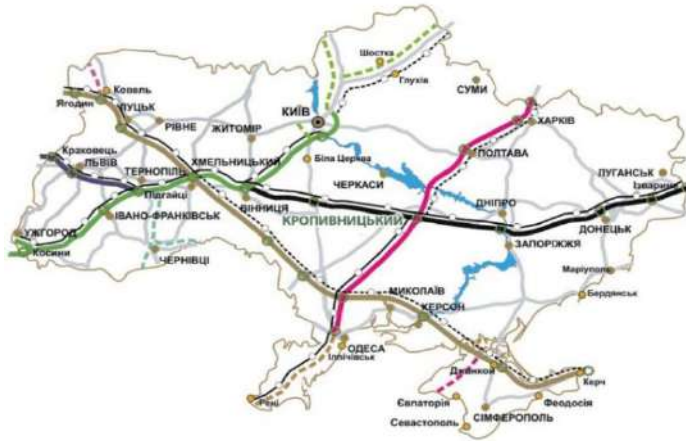 Шостка
Глухів
СУМИ
Ковель
Ягодин
ЛУЦЬК
РІВНЕ
КИЇВ
ЖИТОМІР
ХАРКІВ
Краковець
ЛЬВІВ
ТЕРНОПІЛЬ
ХМЕЛЬНИЦЬКИЙ
Біла Церква
ПОЛТАВА
Підгайці
ЧЕРКАСИ
ЛУГАНСЬК
Ізварине
ІВАНО-ФРАНКІВСЬК
ВІННИЦЯ
КРОПИВНИЦЬКИЙ
ДНІПРО
ДОНЕЦЬК
УЖГОРОД
Косини
ЧЕРНІВЦІ
ЗАПОРІЖЖЯ
Маріуполь
Бердянськ
МИКОЛАЇВ
ХЕРСОН
ОДЕСА
Іллічівськ
Рені
Джанкой
Керч
Євпаторія
Феодосія
СІМФЕРОПОЛЬ
Севастополь